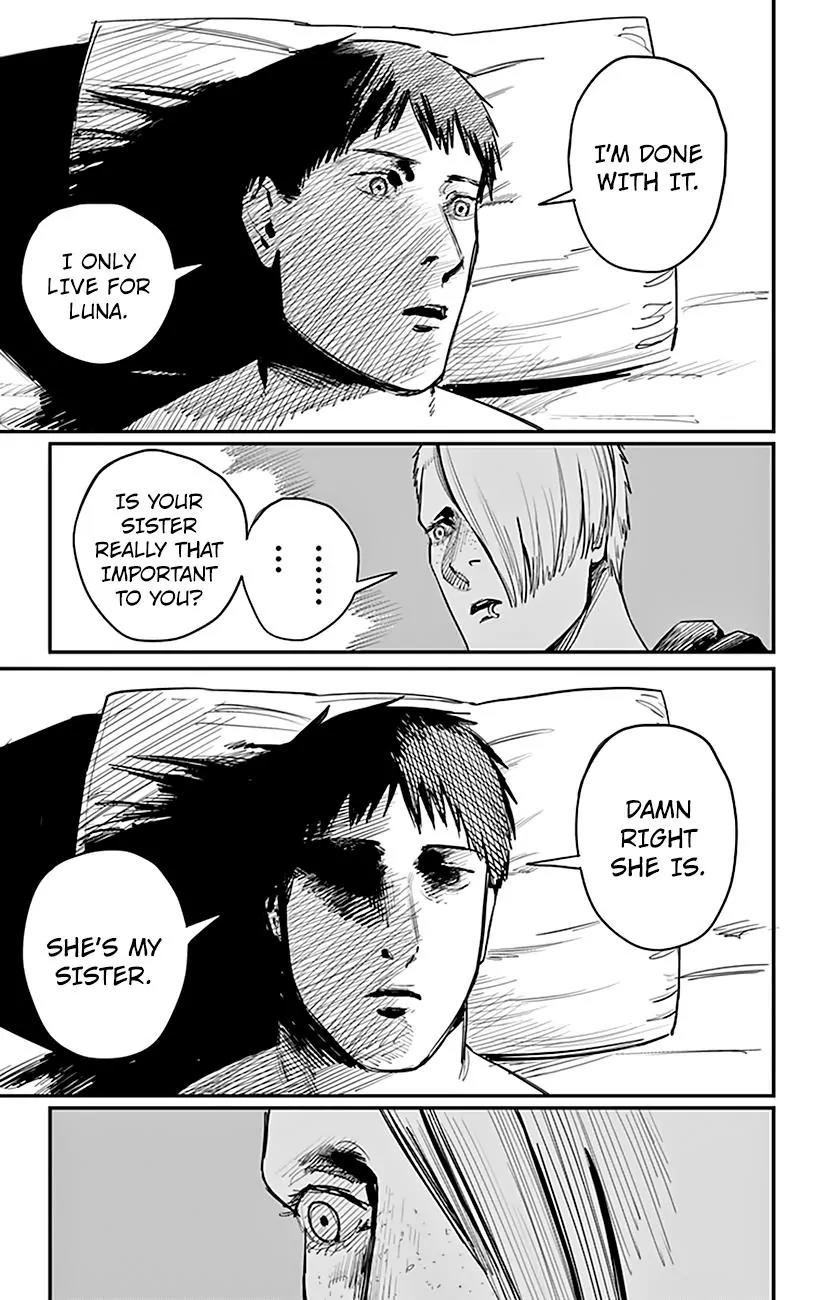 I'M DONE
WITH IT.
I ONLY
LIVE FOR
LUNA.
......
IS YOUR
SISTER
REALLY THAT
IMPORTANT
TO YOU?
DAMN
RIGHT
SHE IS.
SHE'S MY
SISTER.